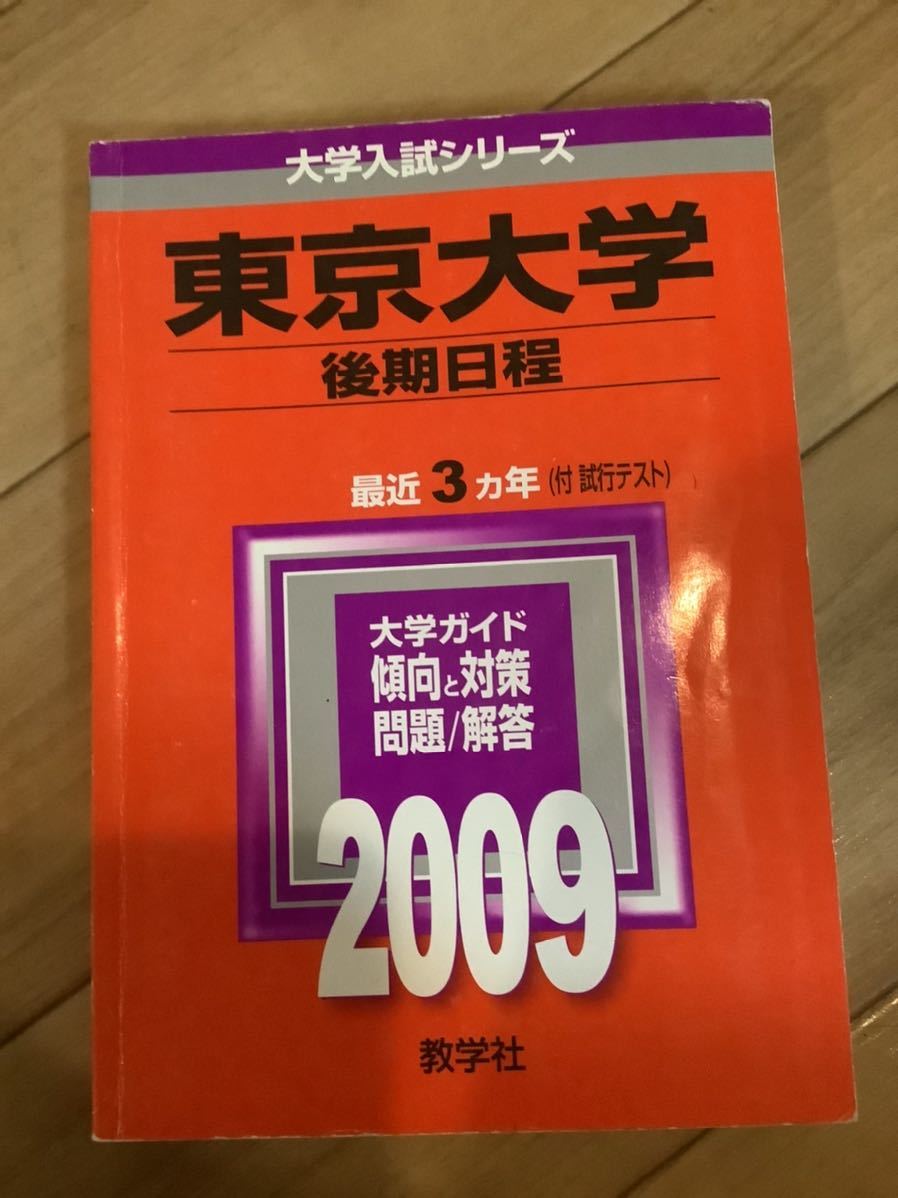 大学入試シリーズ
東京大学
後期日程
最近3ヵ年(付 試行テスト)
大学ガイド
傾向と対策
問題/解答
2009
教学社